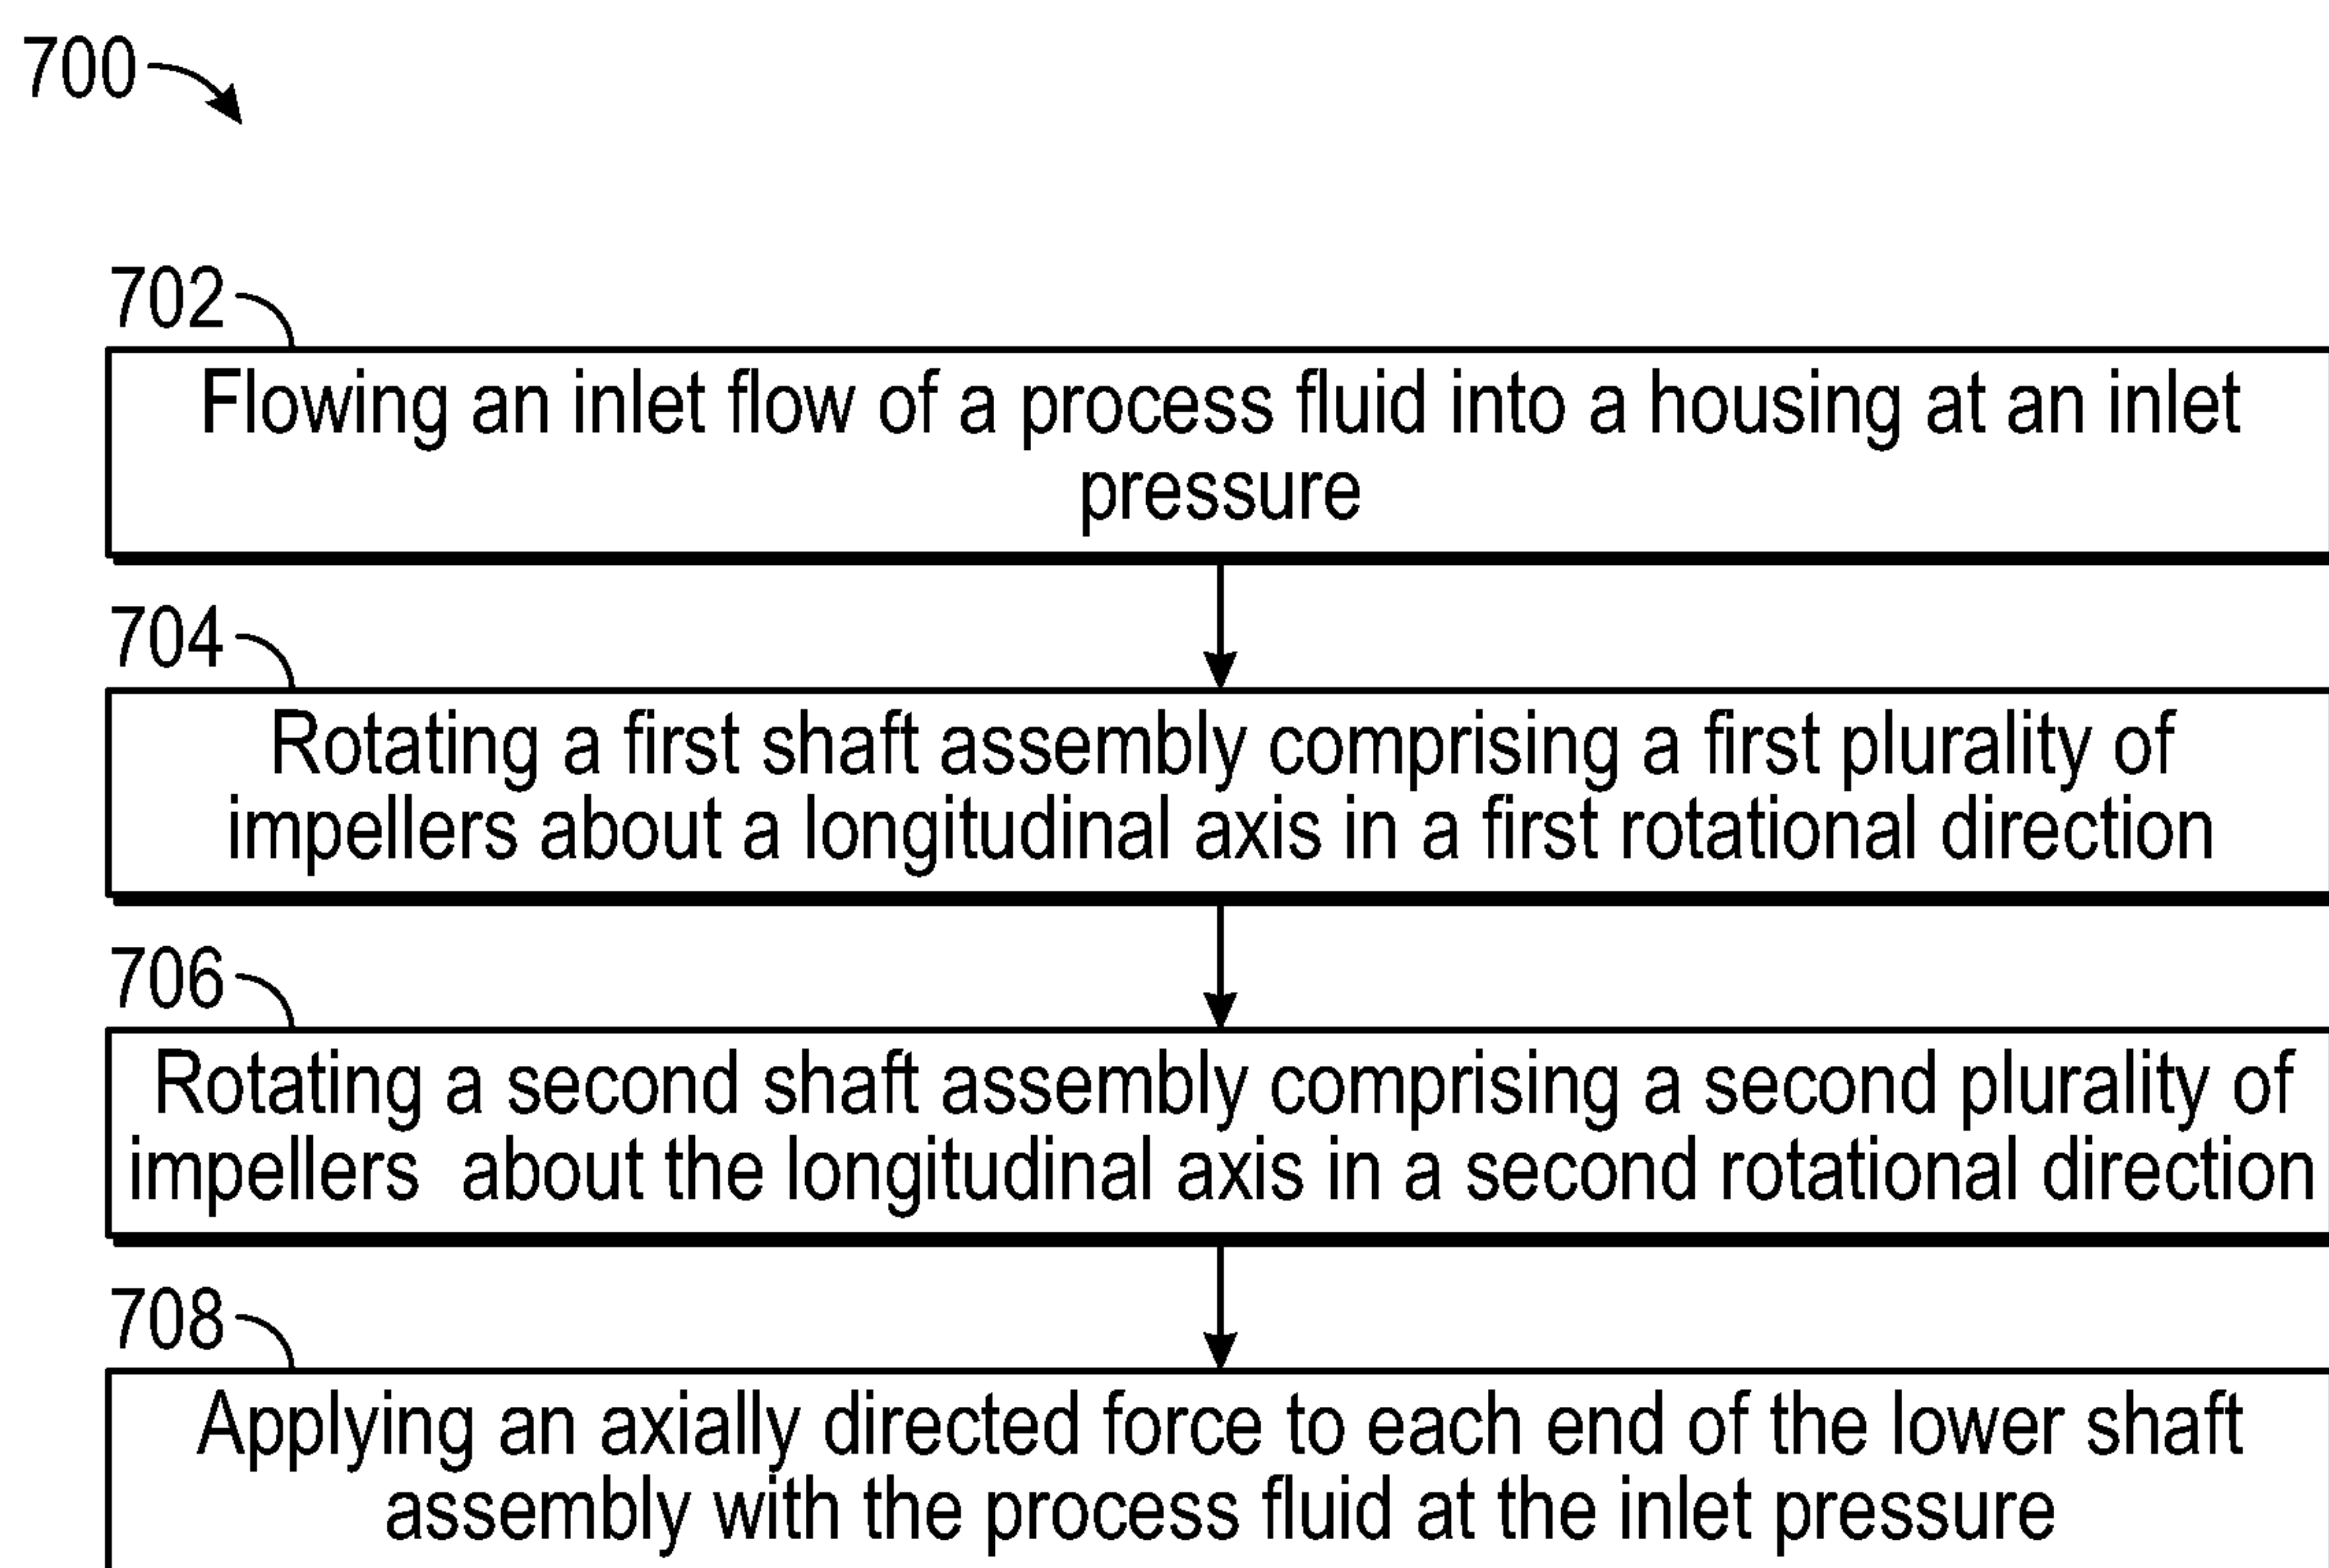 700
702
Flowing an inlet flow of a process fluid into a housing at an inlet
pressure
704
Rotating a first shaft assembly comprising a first plurality of
impellers about a longitudinal axis in a first rotational direction
706
Rotating a second shaft assembly comprising a second plurality of
impellers about the longitudinal axis in a second rotational direction
708
Applying an axially directed force to each end of the lower shaft
assembly with the process fluid at the inlet pressure